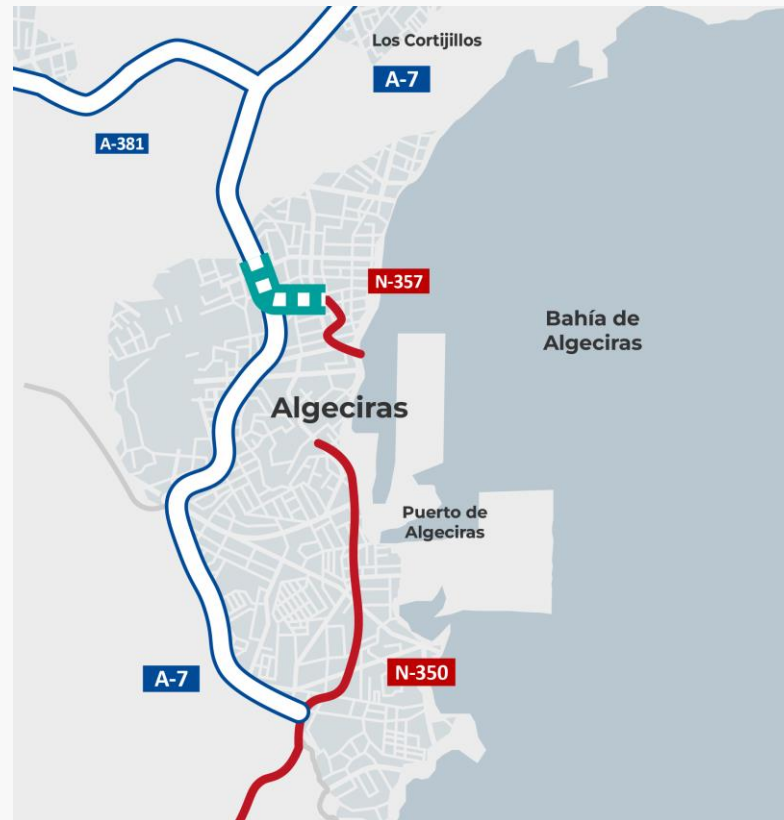 Los Cortijillos
A-7
A-381
N-357
Bahía de
Algeciras
Algeciras
Puerto de
Algeciras
A-7
N-350